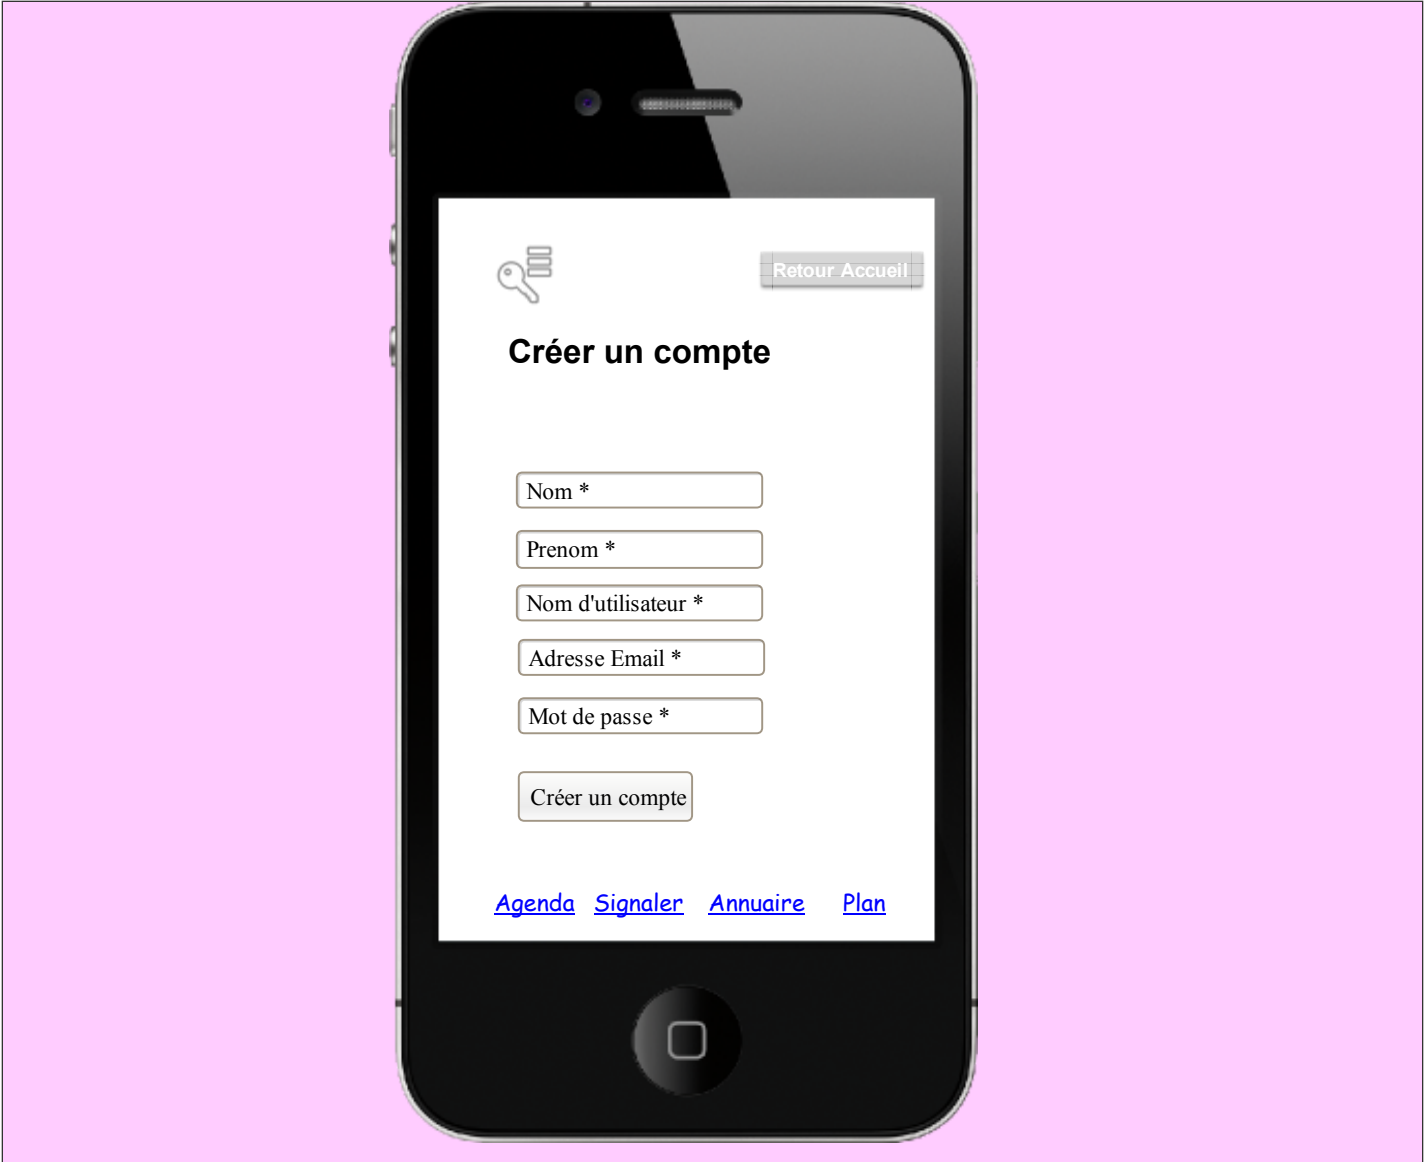 Retour Accueil
Créer un compte
Nom *
Prenom *
Nom d'utilisateur *
Adresse Email *
Mot de passe *
Créer un compte
Agenda Signaler Annuaire Plan